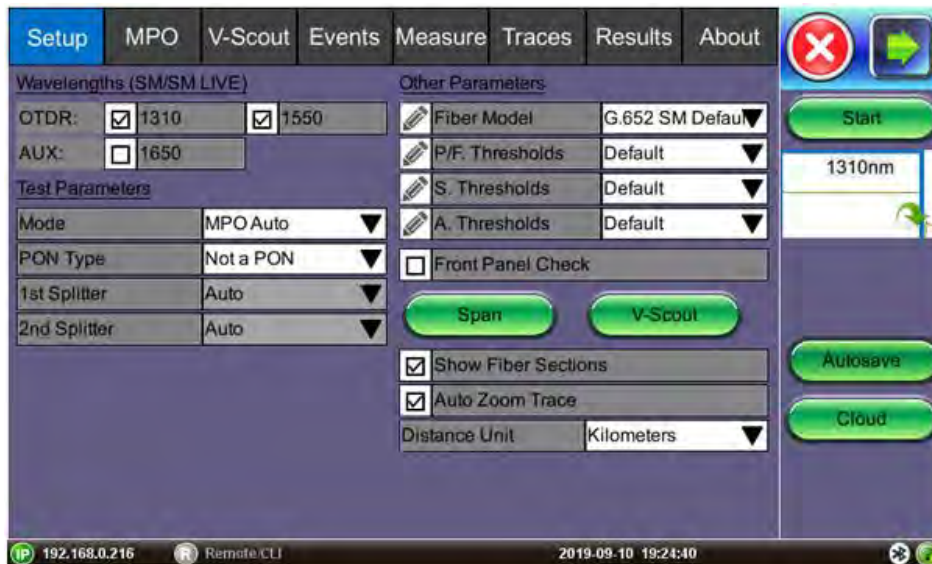 Setup MPO V-Scout Events Measure Traces Results About
Wavelengths (SM/SM LIVE)
OTDR: 1310 1550
AUX: 1650
Test Parameters
Mode MPO Auto
PON Type Not a PON
1st Splitter Auto
2nd Splitter Auto
Other Parameters
Fiber Model G.652 SM Defaul
P/F. Thresholds Default
S. Thresholds Default
A. Thresholds Default
Front Panel Check
Span V-Scout
Show Fiber Sections
Auto Zoom Trace
Distance Unit Kilometers
Start
1310nm
Autosave
Cloud
IP 192.168.0.216 R Remote CLI 2019-09-10 19:24:40 ?